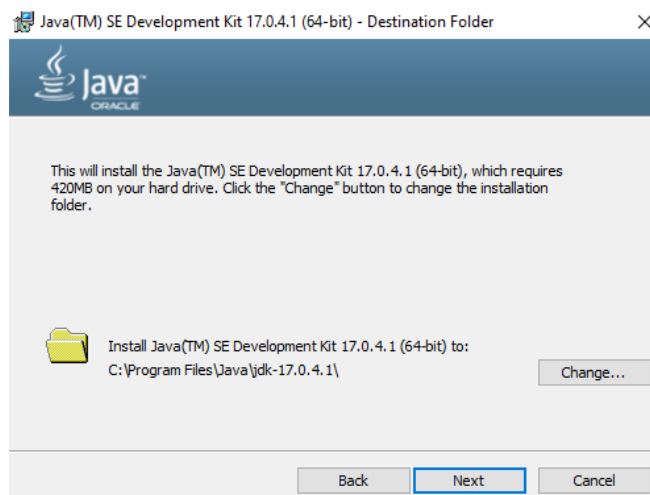 Java(TM) SE Development Kit 17.0.4.1 (64-bit) - Destination Folder
Java™
ORACLE
This will install the Java(TM) SE Development Kit 17.0.4.1 (64-bit), which requires
420MB on your hard drive. Click the "Change" button to change the installation
folder.
Install Java(TM) SE Development Kit 17.0.4.1 (64-bit) to:
C:\Program Files\Java\jdk-17.0.4.1\
Change...
Back
Next
Cancel